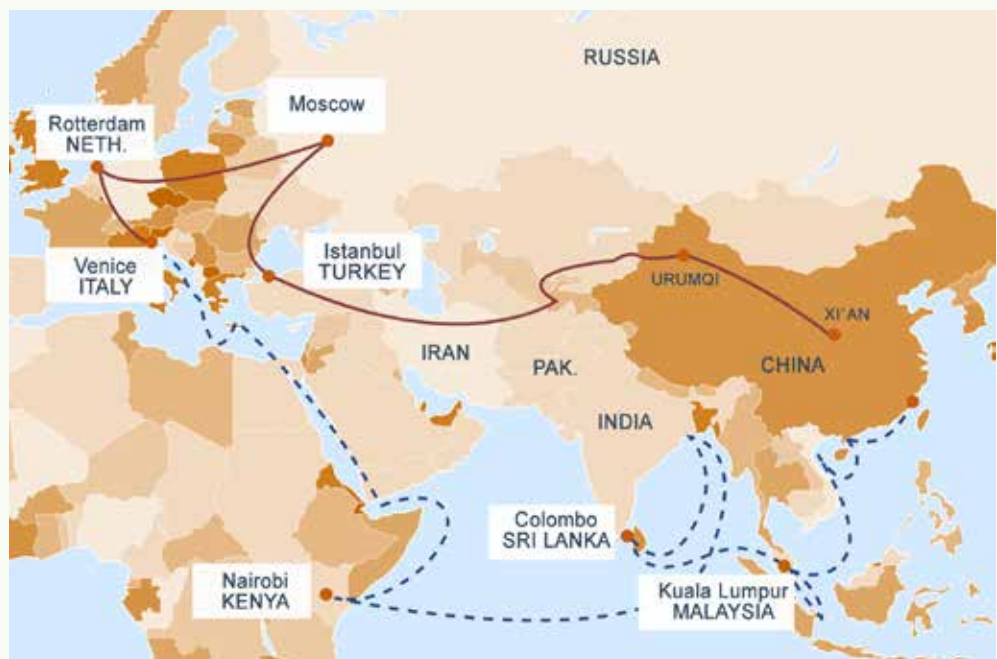 RUSSIA
Moscow
Rotterdam
NETH.
Venice
ITALY
Istanbul
TURKEY
URUMQI
XI'AN
IRAN
PAK.
CHINA
INDIA
Colombo
SRI LANKA
Nairobi
KENYA
Kuala Lumpur
MALAYSIA